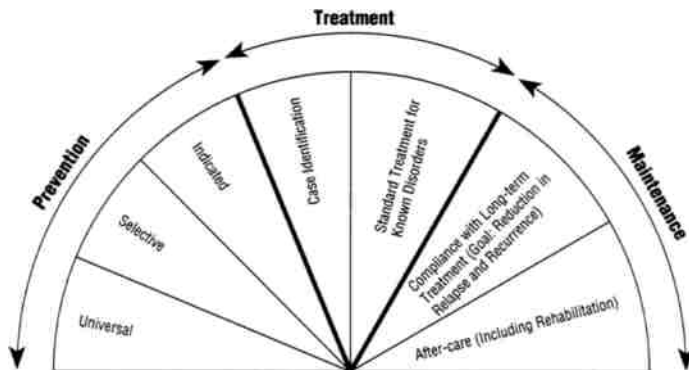 Treatment
Prevention
Maintenance
Universal
Selective
Indicated
Case Identification
Standard Treatment for
Known Disorders
Compliance with Long-term
Treatment (Goal: Reduction in
Relapse and Recurrence)
After-care (Including Rehabilitation)